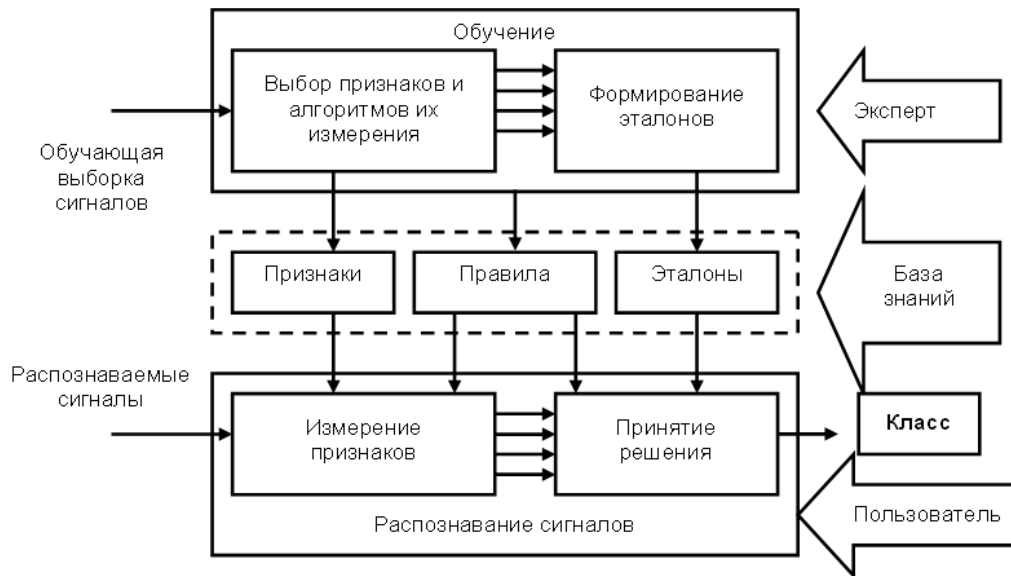 Обучение
Выбор признаков и
алгоритмов их
измерения
Формирование
эталонов
Эксперт
Обучающая
выборка
сигналов
Признаки
Правила
Эталоны
База
знаний
Распознаваемые
сигналы
Измерение
признаков
Принятие
решения
Класс
Распознавание сигналов
Пользователь